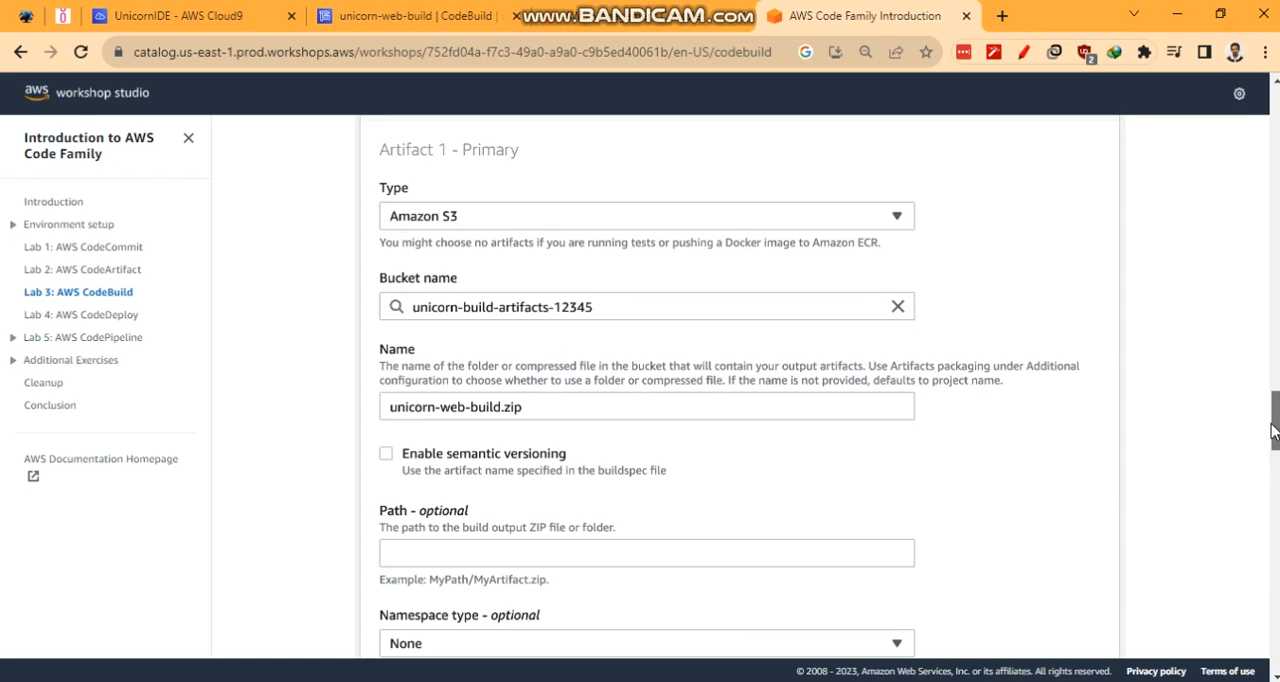 UnicornIDE - AWS Cloud9
unicorn-web-build | CodeBuild |
www.BANDICAM.com
AWS Code Family Introduction
catalog.us-east-1.prod.workshops.aws/workshops/752fd04a-f7c3-49a0-a9a0-c9b5ed40061b/en-US/codebuild
2
aws workshop studio
Introduction to AWS
Code Family
Introduction
Environment setup
Lab 1: AWS CodeCommit
Lab 2: AWS CodeArtifact
Lab 3: AWS CodeBuild
Lab 4: AWS CodeDeploy
Lab 5: AWS CodePipeline
Additional Exercises
Cleanup
Conclusion
AWS Documentation Homepage
Artifact 1 - Primary
Type
Amazon S3
You might choose no artifacts if you are running tests or pushing a Docker image to Amazon ECR.
Bucket name
unicorn-build-artifacts-12345
Name
The name of the folder or compressed file in the bucket that will contain your output artifacts. Use Artifacts packaging under Additional
configuration to choose whether to use a folder or compressed file. If the name is not provided, defaults to project name.
unicorn-web-build.zip
Enable semantic versioning
Use the artifact name specified in the buildspec file
Path - optional
The path to the build output ZIP file or folder.
Example: MyPath/MyArtifact.zip.
Namespace type - optional
None
© 2008 - 2023, Amazon Web Services, Inc. or its affiliates. All rights reserved.
Privacy policy
Terms of use